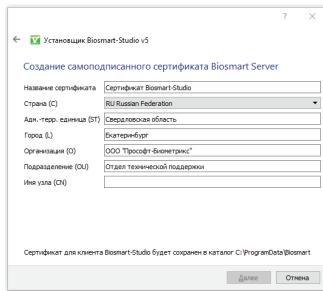 Установщик Biosmart-Studio v5
Создание самоподписанного сертификата Biosmart Server
Название сертификата Сертификат Biosmart-Studio
Страна (C) RU Russian Federation
Адм.-терр. единица (ST) Свердловская область
Город (L) Екатеринбург
Организация (O) ООО "Прософт-Биометрикс"
Подразделение (OU) Отдел технической поддержки
Имя узла (CN)
Сертификат для клиента Biosmart-Studio будет сохранен в каталог C:\ProgramData\Biosmart
Далее Отмена